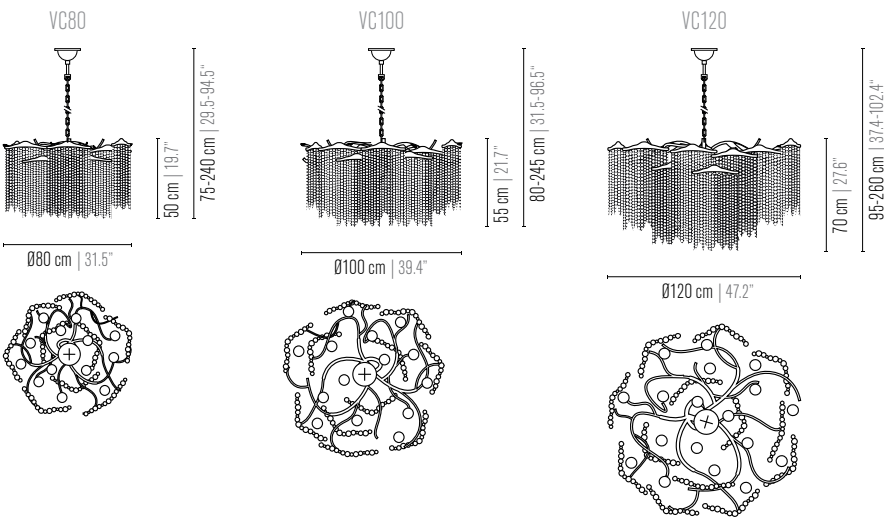 VC80
VC100
VC120
50 cm | 19.7"
75-240 cm | 29.5-94.5"
55 cm | 21.7"
80-245 cm | 31.5-96.5"
70 cm | 27.6"
95-260 cm | 37.4-102.4"
Ø80 cm | 31.5"
Ø100 cm | 39.4"
Ø120 cm | 47.2"